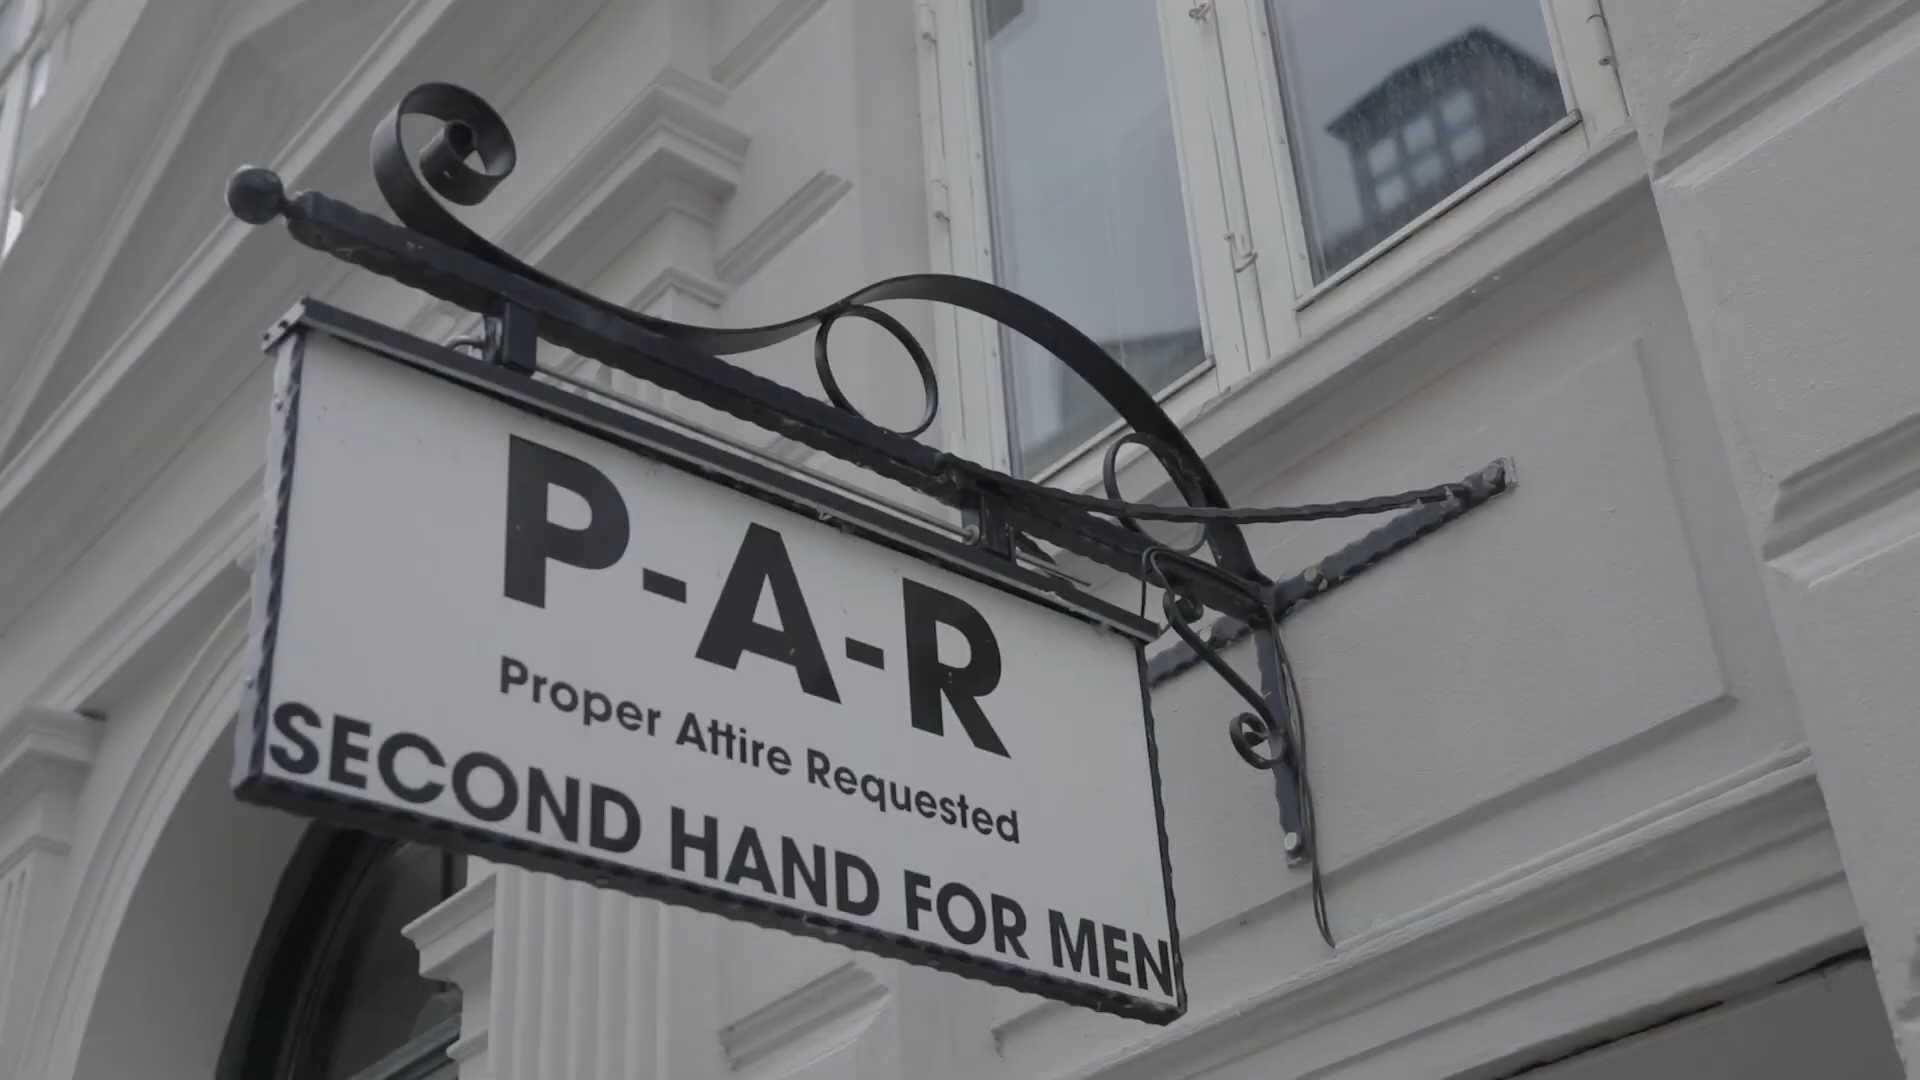 P-A-R
Proper Attire Requested
SECOND HAND FOR MEN